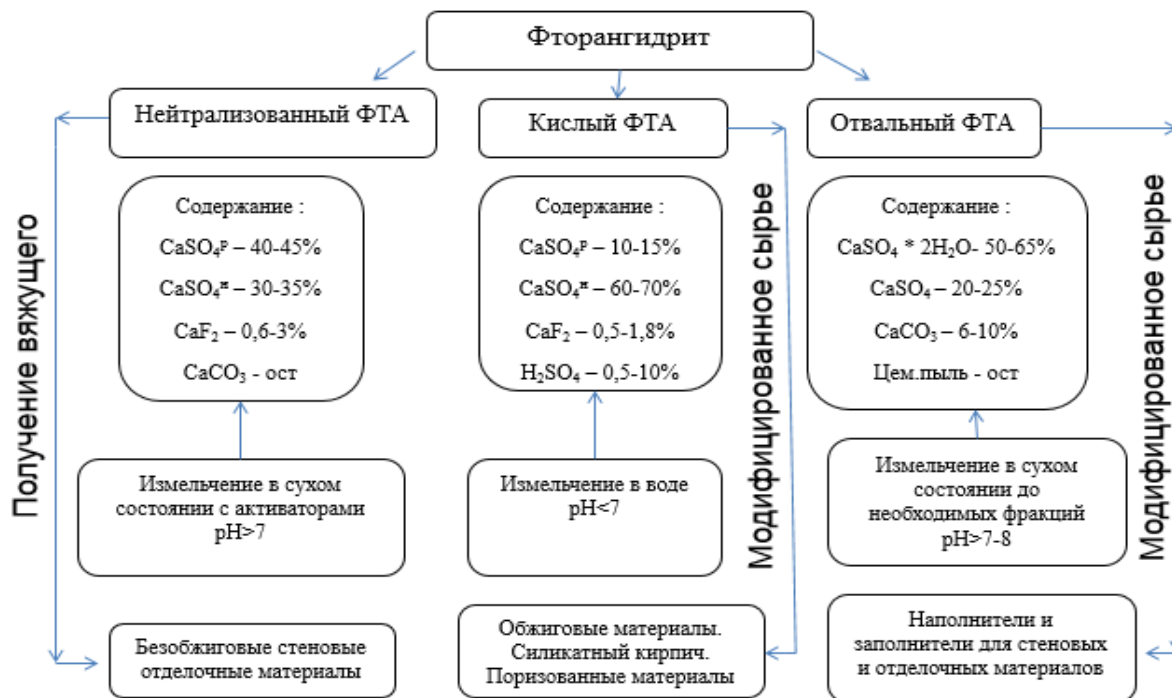 Фторангидрит
Нейтрализованный ФТА
Кислый ФТА
Отвальный ФТА
Получение вяжущего
Содержание :
CaSO₄ᵖ – 40-45%
CaSO₄ᴴ – 30-35%
CaF₂ – 0,6-3%
CaCO₃ - ост
Содержание :
CaSO₄ᵖ – 10-15%
CaSO₄ᴴ – 60-70%
CaF₂ – 0,5-1,8%
H₂SO₄ – 0,5-10%
Модифицированное сырье
Содержание :
CaSO₄ * 2H₂O- 50-65%
CaSO₄ – 20-25%
CaCO₃ – 6-10%
Цем.пыль - ост
Модифицированное сырье
Измельчение в сухом
состоянии с активаторами
pH>7
Измельчение в воде
pH<7
Измельчение в сухом
состоянии до
необходимых фракций
pH>7-8
Безобжиговые стеновые
отделочные материалы
Обжиговые материалы.
Силикатный кирпич.
Поризованные материалы
Наполнители и
заполнители для стеновых
и отделочных материалов